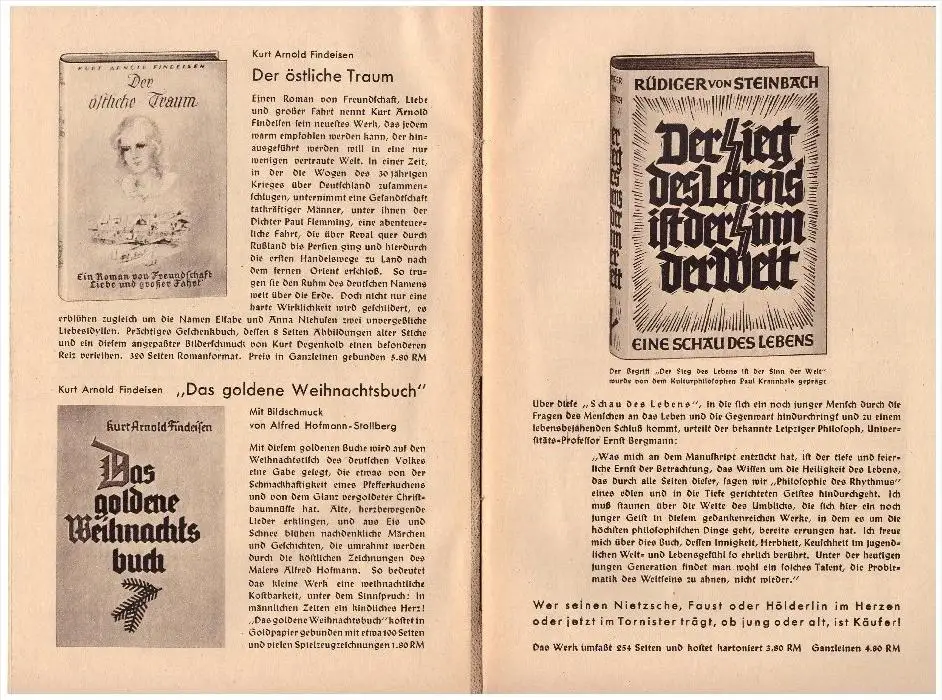 KURT ARNOLD FINDEISEN
Der
östliche Traum
Ein Roman von Freundschaft
Liebe und großer Fahrt
Kurt Arnold Findeisen
Der östliche Traum
Einen Roman von Freundschaft, Liebe
und großer Fahrt nennt Kurt Arnold
Findeisen sein neuestes Werk, das jedem
warm empfohlen werden kann, der hin=
ausgeführt werden will in eine nur
wenigen vertraute Welt. In einer Zeit,
in der die Wogen des 30 jährigen
Krieges über Deutschland zusammen=
schlugen, unternimmt eine Gesandtschaft
tatkräftiger Männer, unter ihnen der
Dichter Paul Flemming, eine abenteuer=
liche Fahrt, die über Reval quer durch
Rußland bis Persien ging und hierdurch
die ersten Handelswege zu Land nach
dem fernen Orient erschloß. So tru=
gen sie den Ruhm des deutschen Namens
weit über die Erde. Doch nicht nur eine
harte Wirklichkeit wird geschildert, es
erblühen zugleich um die Namen Elsabe und Anna Niehusen zwei unvergeßliche
Liebesidyllen. Prächtiges Geschenkbuch, dessen 8 Seiten Abbildungen alter Stiche
und ein diesem angepaßter Bilderschmuck von Kurt Degenkolb einen besonderen
Reiz verleihen. 320 Seiten Romanformat. Preis in Ganzleinen gebunden 5.80 RM
Kurt Arnold Findeisen „Das goldene Weihnachtsbuch"
Kurt Arnold Findeisen
Das
goldene
Weihnachts
buch
Mit Bildschmuck
von Alfred Hofmann-Stollberg
Mit diesem goldenen Buche wird auf den
Weihnachtstisch des deutschen Volkes
eine Gabe gelegt, die etwas von der
Schmackhaftigkeit eines Pfefferkuchens
und von dem Glanz vergoldeter Christ=
baumnüsse hat. Alte, herzbewegende
Lieder erklingen, und aus Eis und
Schnee blühen nachdenkliche Märchen
und Geschichten, die umrahmt werden
durch die köstlichen Zeichnungen des
Malers Alfred Hofmann. So bedeutet
das kleine Werk eine weihnachtliche
Kostbarkeit, unter dem Sinnspruch: In
männlichen Zeiten ein kindliches Herz!
„Das goldene Weihnachtsbuch" kostet in
Goldpapier gebunden mit etwa 100 Seiten
und vielen Spielzeugzeichnungen 1.80 RM
RÜDIGER VON STEINBACH
Der Sieg
des Lebens
ist der Sinn
der Welt
EINE SCHAU DES LEBENS
Der Begriff „Der Sieg des Lebens ist der Sinn der Welt"
wurde von dem Kulturphilosophen Paul Krannhals geprägt
Über diese „Schau des Lebens", in die sich ein noch junger Mensch durch die
Fragen des Menschen an das Leben und die Gegenwart hindurchringt und zu einem
lebensbejahenden Schluß kommt, urteilt der bekannte Leipziger Philosoph, Univer=
sitäts=Professor Ernst Bergmann:
„Was mich an dem Manuskript entzückt hat, ist der tiefe und feier=
liche Ernst der Betrachtung, das Wissen um die Heiligkeit des Lebens,
das durch alle Seiten dieser, sagen wir „Philosophie des Rhythmus"
eines edlen und in die Tiefe gerichteten Geistes hindurchgeht. Ich
muß staunen über die Weite des Umblicks, die sich hier ein noch
junger Geist in diesem gedankenreichen Werke, in dem es um die
höchsten philosophischen Dinge geht, bereits errungen hat. Ich freue
mich über dies Buch, dessen Innigkeit, Herbheit, Keuschheit im jugend=
lichen Welt= und Lebensgefühl so ehrlich berührt. Unter der heutigen
jungen Generation findet man wohl ein solches Talent, die Proble=
matik des Weltseins zu ahnen, nicht wieder."
Wer seinen Nietzsche, Faust oder Hölderlin im Herzen
oder jetzt im Tornister trägt, ob jung oder alt, ist Käufer!
Das Werk umfaßt 254 Seiten und kostet kartoniert 3.80 RM Ganzleinen 4.80 RM